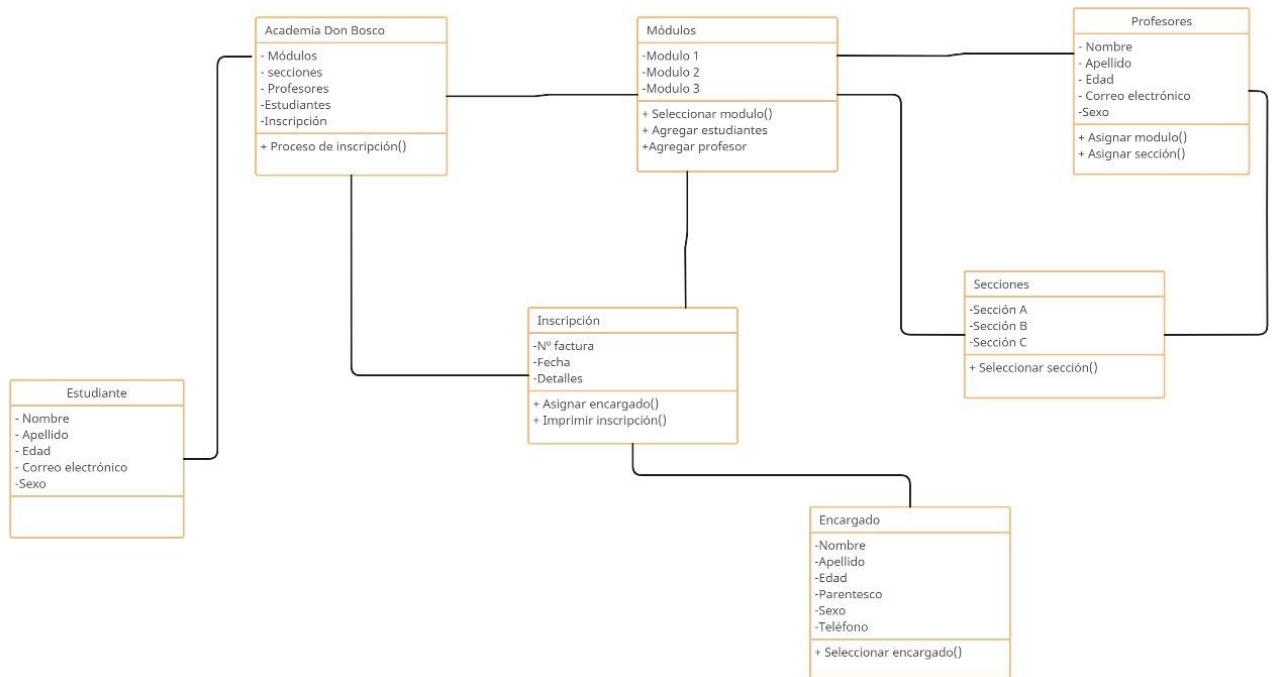 Academia Don Bosco
- Módulos
- secciones
- Profesores
-Estudiantes
-Inscripción
+ Proceso de inscripción()
Módulos
-Modulo 1
-Modulo 2
-Modulo 3
+ Seleccionar modulo()
+ Agregar estudiantes
+Agregar profesor
Profesores
- Nombre
- Apellido
- Edad
- Correo electrónico
-Sexo
+ Asignar modulo()
+ Asignar sección()
Secciones
-Sección A
-Sección B
-Sección C
+ Seleccionar sección()
Inscripción
-Nº factura
-Fecha
-Detalles
+ Asignar encargado()
+ Imprimir inscripción()
Estudiante
- Nombre
- Apellido
- Edad
- Correo electrónico
-Sexo
Encargado
-Nombre
-Apellido
-Edad
-Parentesco
-Sexo
-Teléfono
+ Seleccionar encargado()